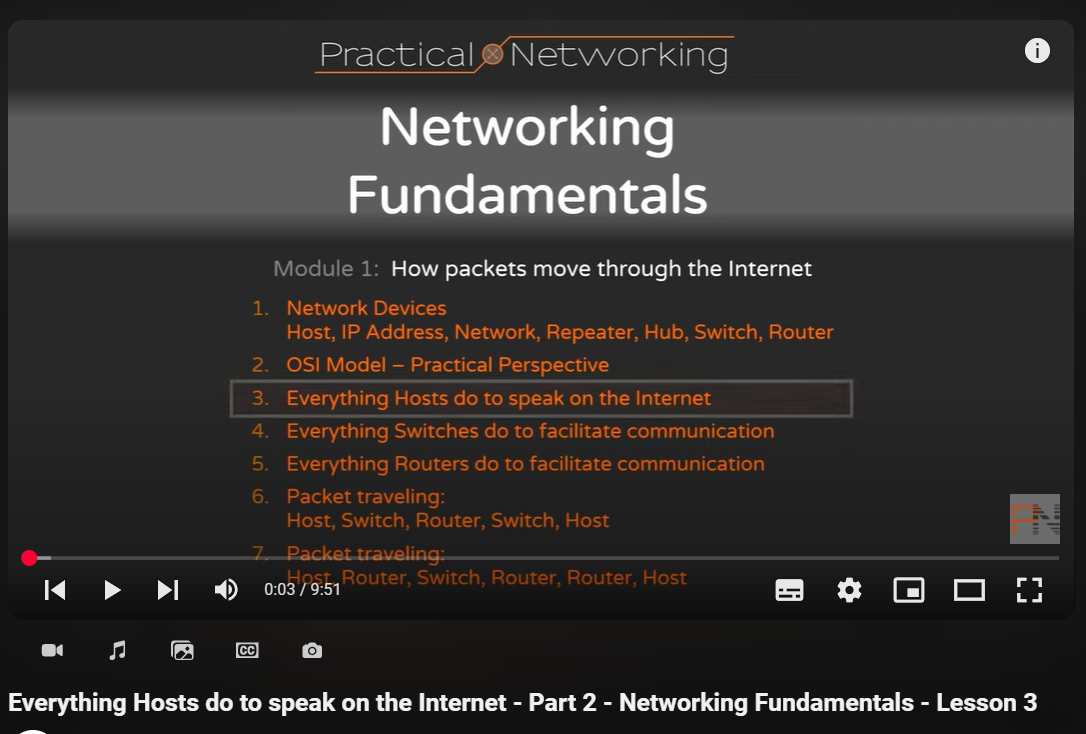 Practical Networking
Networking
Fundamentals
Module 1: How packets move through the Internet
1. Network Devices
Host, IP Address, Network, Repeater, Hub, Switch, Router
2. OSI Model – Practical Perspective
3. Everything Hosts do to speak on the Internet
4. Everything Switches do to facilitate communication
5. Everything Routers do to facilitate communication
6. Packet traveling:
Host, Switch, Router, Switch, Host
PN
7. Packet traveling:
Host, Router, Switch, Router, Router, Host
0:03 / 9:51
CC
Everything Hosts do to speak on the Internet - Part 2 - Networking Fundamentals - Lesson 3